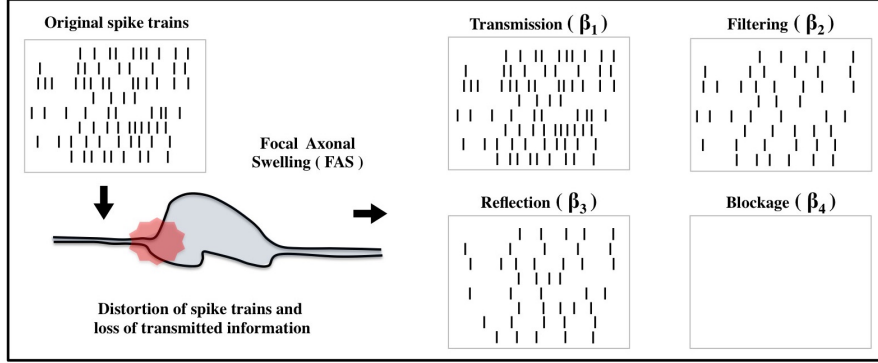 Original spike trains
Transmission ( β1 )
Filtering ( β2 )
Focal Axonal
Swelling ( FAS )
Reflection ( β3 )
Blockage ( β4 )
Distortion of spike trains and
loss of transmitted information